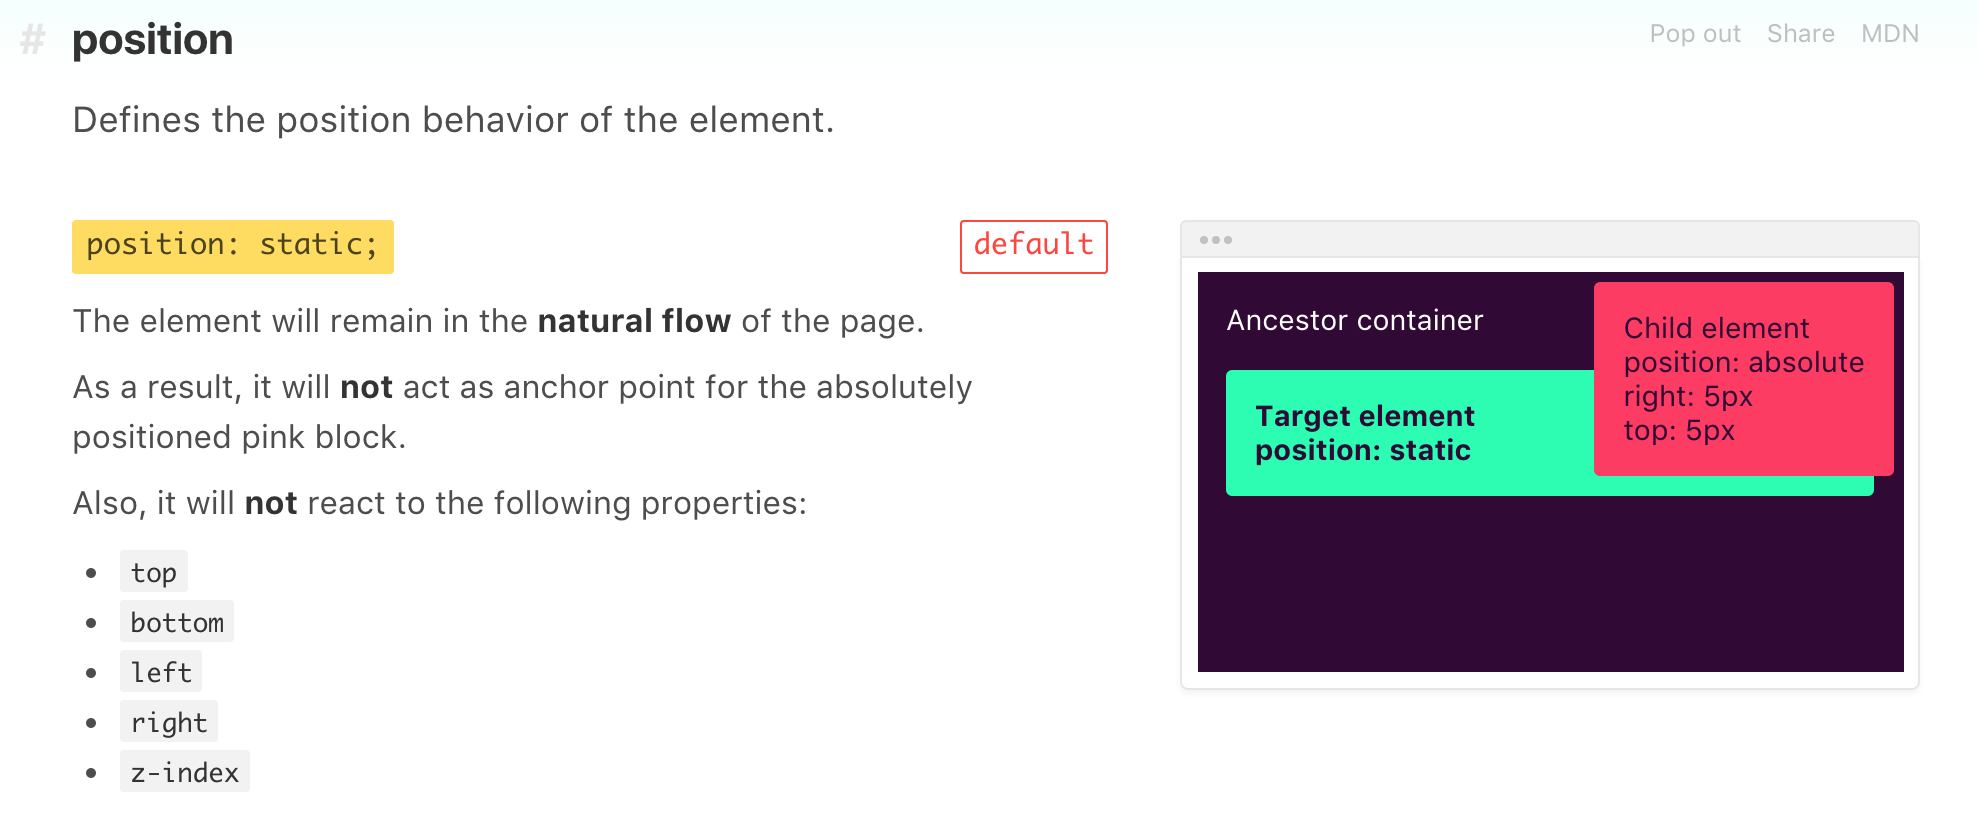 # position
Pop out Share MDN
Defines the position behavior of the element.
position: static;
default
The element will remain in the natural flow of the page.
As a result, it will not act as anchor point for the absolutely
positioned pink block.
Also, it will not react to the following properties:
• top
• bottom
• left
• right
• z-index
Ancestor container
Target element
position: static
Child element
position: absolute
right: 5px
top: 5px